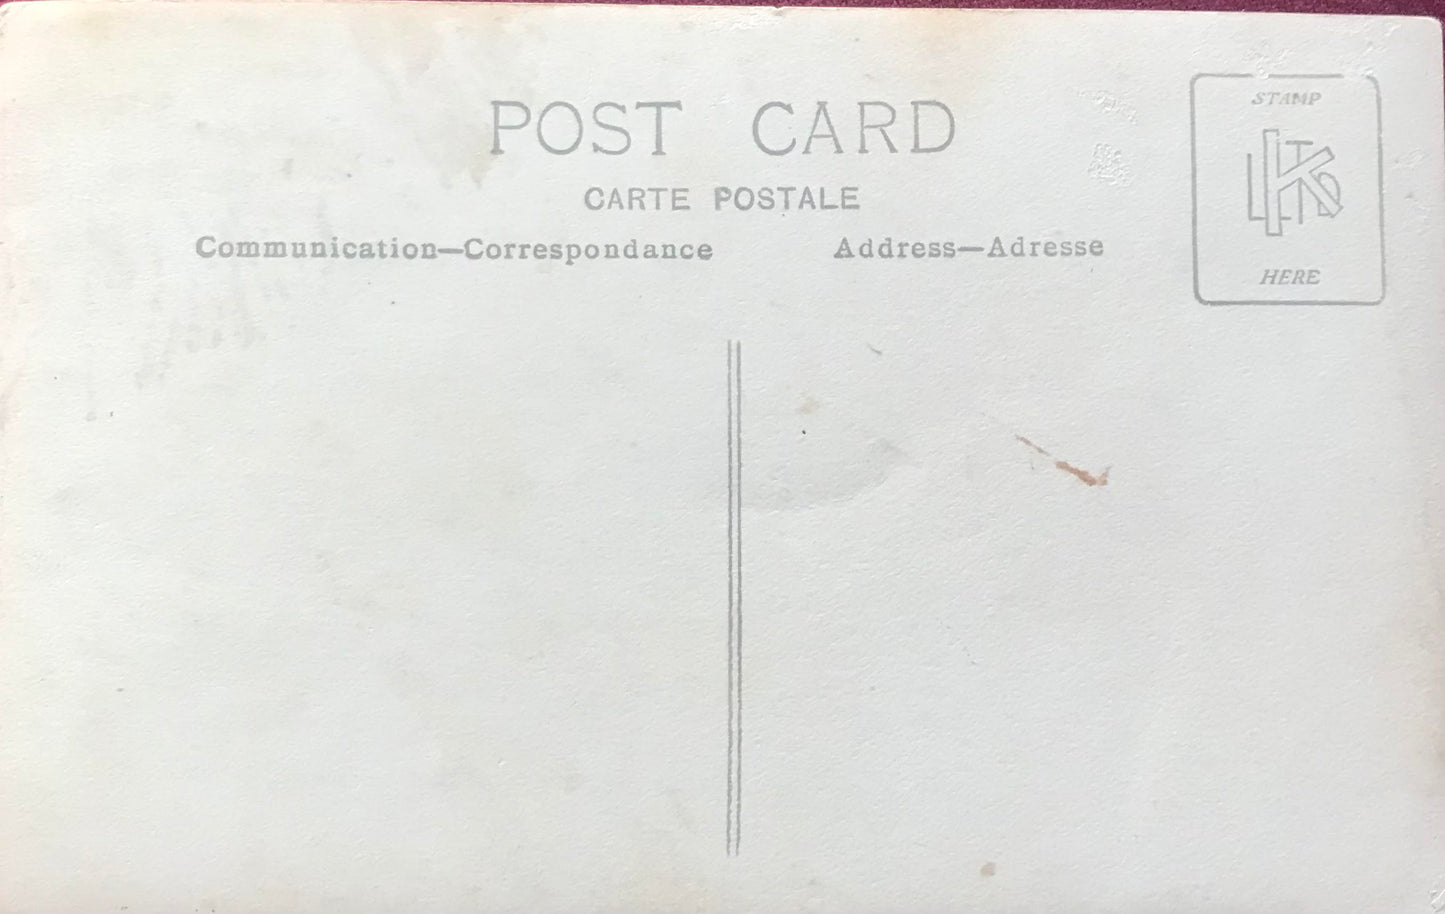 POST CARD
CARTE POSTALE
Communication—Correspondance
Address—Adresse
STAMP
HERE